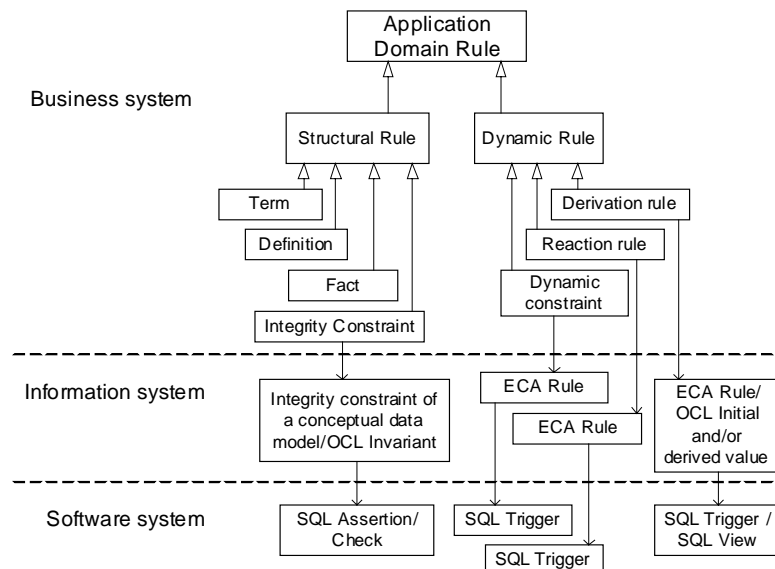 Application
Domain Rule
Business system
Structural Rule
Dynamic Rule
Term
Derivation rule
Definition
Reaction rule
Fact
Dynamic
constraint
Integrity Constraint
Information system
Integrity constraint of
a conceptual data
model/OCL Invariant
ECA Rule
ECA Rule
ECA Rule/
OCL Initial
and/or
derived value
Software system
SQL Assertion/
Check
SQL Trigger
SQL Trigger
SQL Trigger /
SQL View